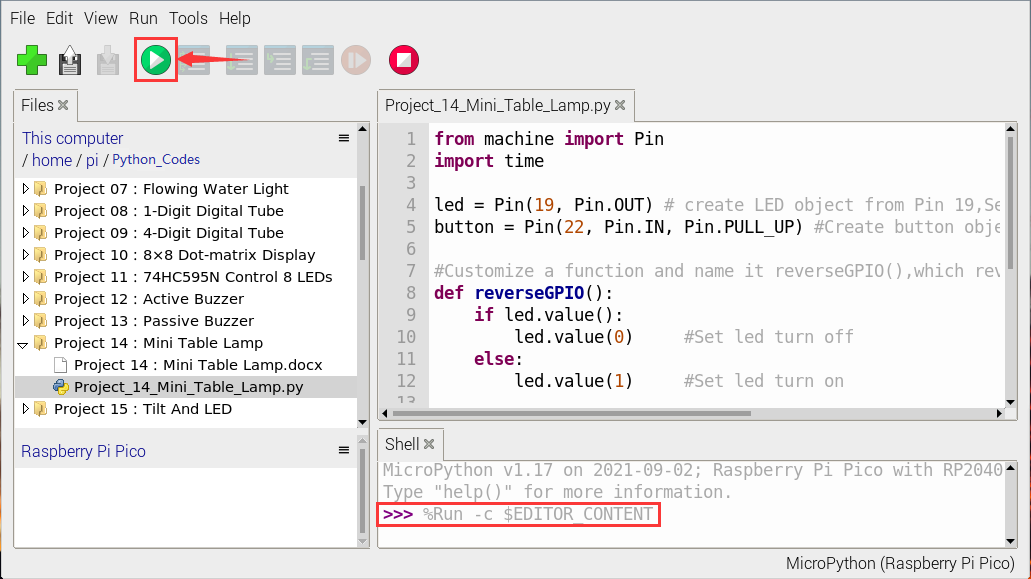 File Edit View Run Tools Help
Files
This computer
/ home / pi / Python_Codes
Project 07 : Flowing Water Light
Project 08 : 1-Digit Digital Tube
Project 09 : 4-Digit Digital Tube
Project 10 : 8×8 Dot-matrix Display
Project 11 : 74HC595N Control 8 LEDs
Project 12 : Active Buzzer
Project 13 : Passive Buzzer
Project 14 : Mini Table Lamp
Project 14 : Mini Table Lamp.docx
Project_14_Mini_Table_Lamp.py
Project 15 : Tilt And LED
Raspberry Pi Pico
Project_14_Mini_Table_Lamp.py
1 from machine import Pin
2 import time
3
4 led = Pin(19, Pin.OUT) # create LED object from Pin 19,Se
5 button = Pin(22, Pin.IN, Pin.PULL_UP) #Create button obje
6
7 #Customize a function and name it reverseGPIO(),which rev
8 def reverseGPIO():
9 if led.value():
10 led.value(0) #Set led turn off
11 else:
12 led.value(1) #Set led turn on
13
Shell
MicroPython v1.17 on 2021-09-02; Raspberry Pi Pico with RP2040
Type "help()" for more information.
>>> %Run -c $EDITOR_CONTENT
MicroPython (Raspberry Pi Pico)